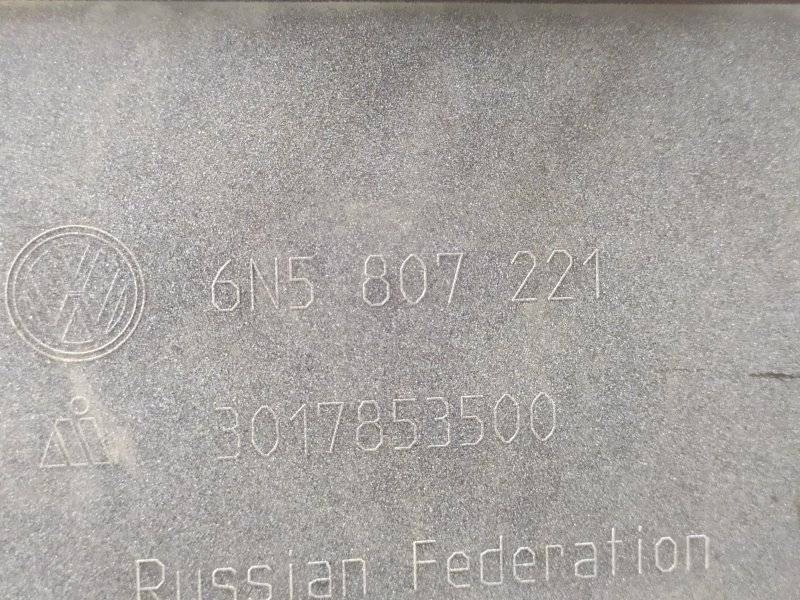 6N5 807 221
3017853500
Russian Federation